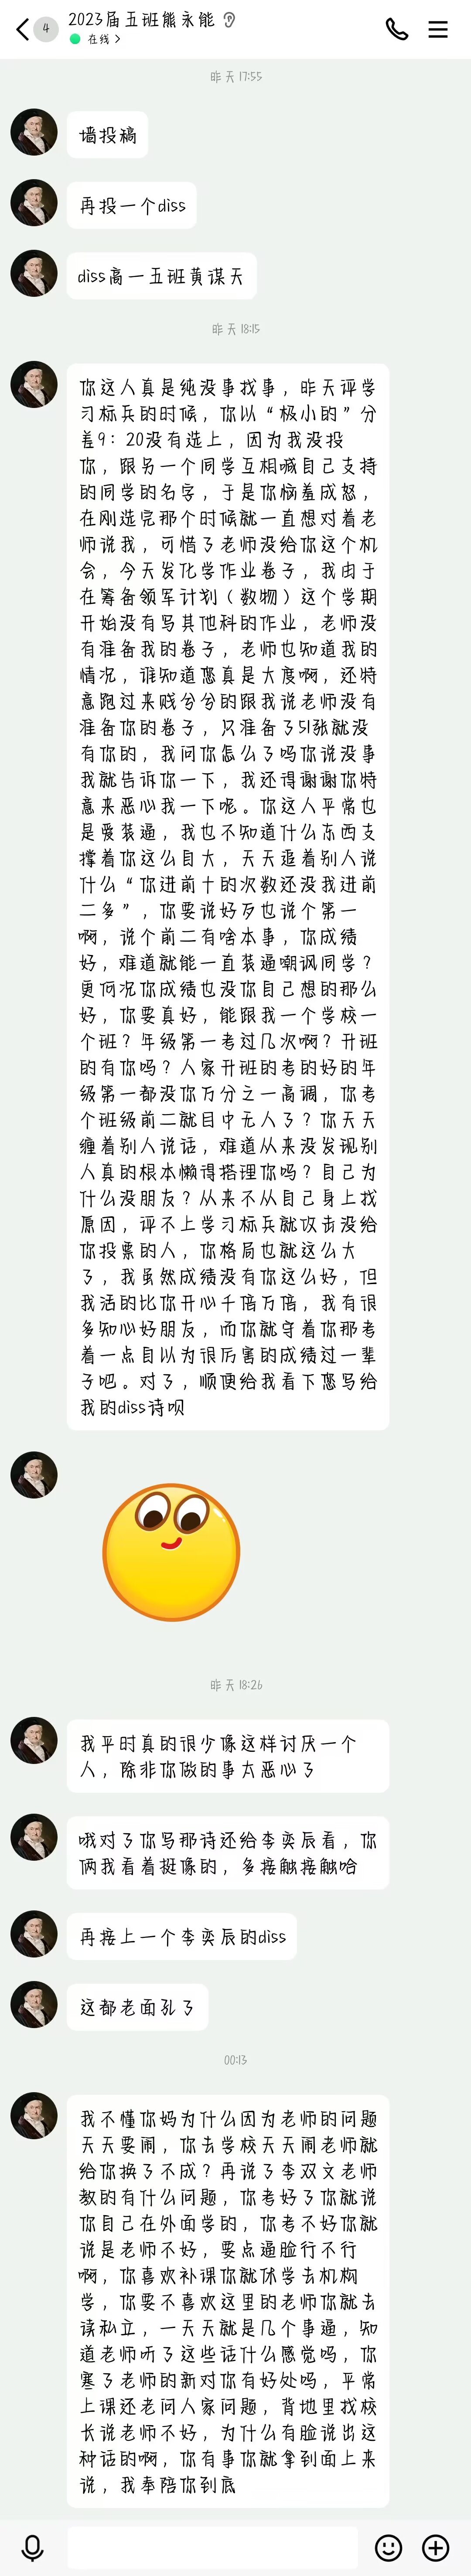 4
2023届五班熊永能
在线
昨天 17:55
墙投稿
再投一个diss
diss高一五班黄谋天
昨天 18:15
你这人真是纯没事找事，昨天评学
习标兵的时候，你以“极小的”分
差9：20没有选上，因为我没投
你，跟另一个同学互相喊自己支持
的同学的名字，于是你恼羞成怒，
在刚选完那个时候就一直想对着老
师说我，可惜了老师没给你这个机
会，今天发化学作业卷子，我由于
在筹备领军计划（数物）这个学期
开始没有写其他科的作业，老师没
有准备我的卷子，老师也知道我的
情况，谁知道您真是大度啊，还特
意跑过来贱兮兮的跟我说老师没有
准备你的卷子，只准备了51张就没
有你的，我问你怎么了吗你说没事
我就告诉你一下，我还得谢谢你特
意来恶心我一下呢。你这人平常也
是爱装逼，我也不知道什么东西支
撑着你这么自大，天天追着别人说
什么“你进前十的次数还没我进前
二多”，你要说好歹也说个第一
啊，说个前二有啥本事，你成绩
好，难道就能一直装逼嘲讽同学？
更何况你成绩也没你自己想的那么
好，你要真好，能跟我一个学校一
个班？年级第一考过几次啊？开班
的有你吗？人家开班的考的好的年
级第一都没你万分之一高调，你考
个班级前二就目中无人了？你天天
缠着别人说话，难道从来没发现别
人真的根本懒得搭理你吗？自己为
什么没朋友？从来不从自己身上找
原因，评不上学习标兵就攻击没给
你投票的人，你格局也就这么大
了，我虽然成绩没有你这么好，但
我活的比你开心千倍万倍，我有很
多知心好朋友，而你就守着你那考
着一点自以为很厉害的成绩过一辈
子吧。对了，顺便给我看下您写给
我的diss诗呗
昨天 18:26
我平时真的很少像这样讨厌一个
人，除非你做的事太恶心了
哦对了你写那诗还给李奕辰看，你
俩我看着挺像的，多接触接触哈
再接上一个李奕辰的diss
这都老面孔了
00:13
我不懂你妈为什么因为老师的问题
天天要闹，你去学校天天闹老师就
给你换了不成？再说了李双文老师
教的有什么问题，你考好了你就说
你自己在外面学的，你考不好你就
说是老师不好，要点逼脸行不行
啊，你喜欢补课你就休学去机构
学，你要不喜欢这里的老师你就去
读私立，一天天就是几个事逼，知
道老师听了这些话什么感觉吗，你
寒了老师的新对你有好处吗，平常
上课还老问人家问题，背地里找校
长说老师不好，为什么有脸说出这
种话的啊，你有事你就拿到面上来
说，我奉陪你到底